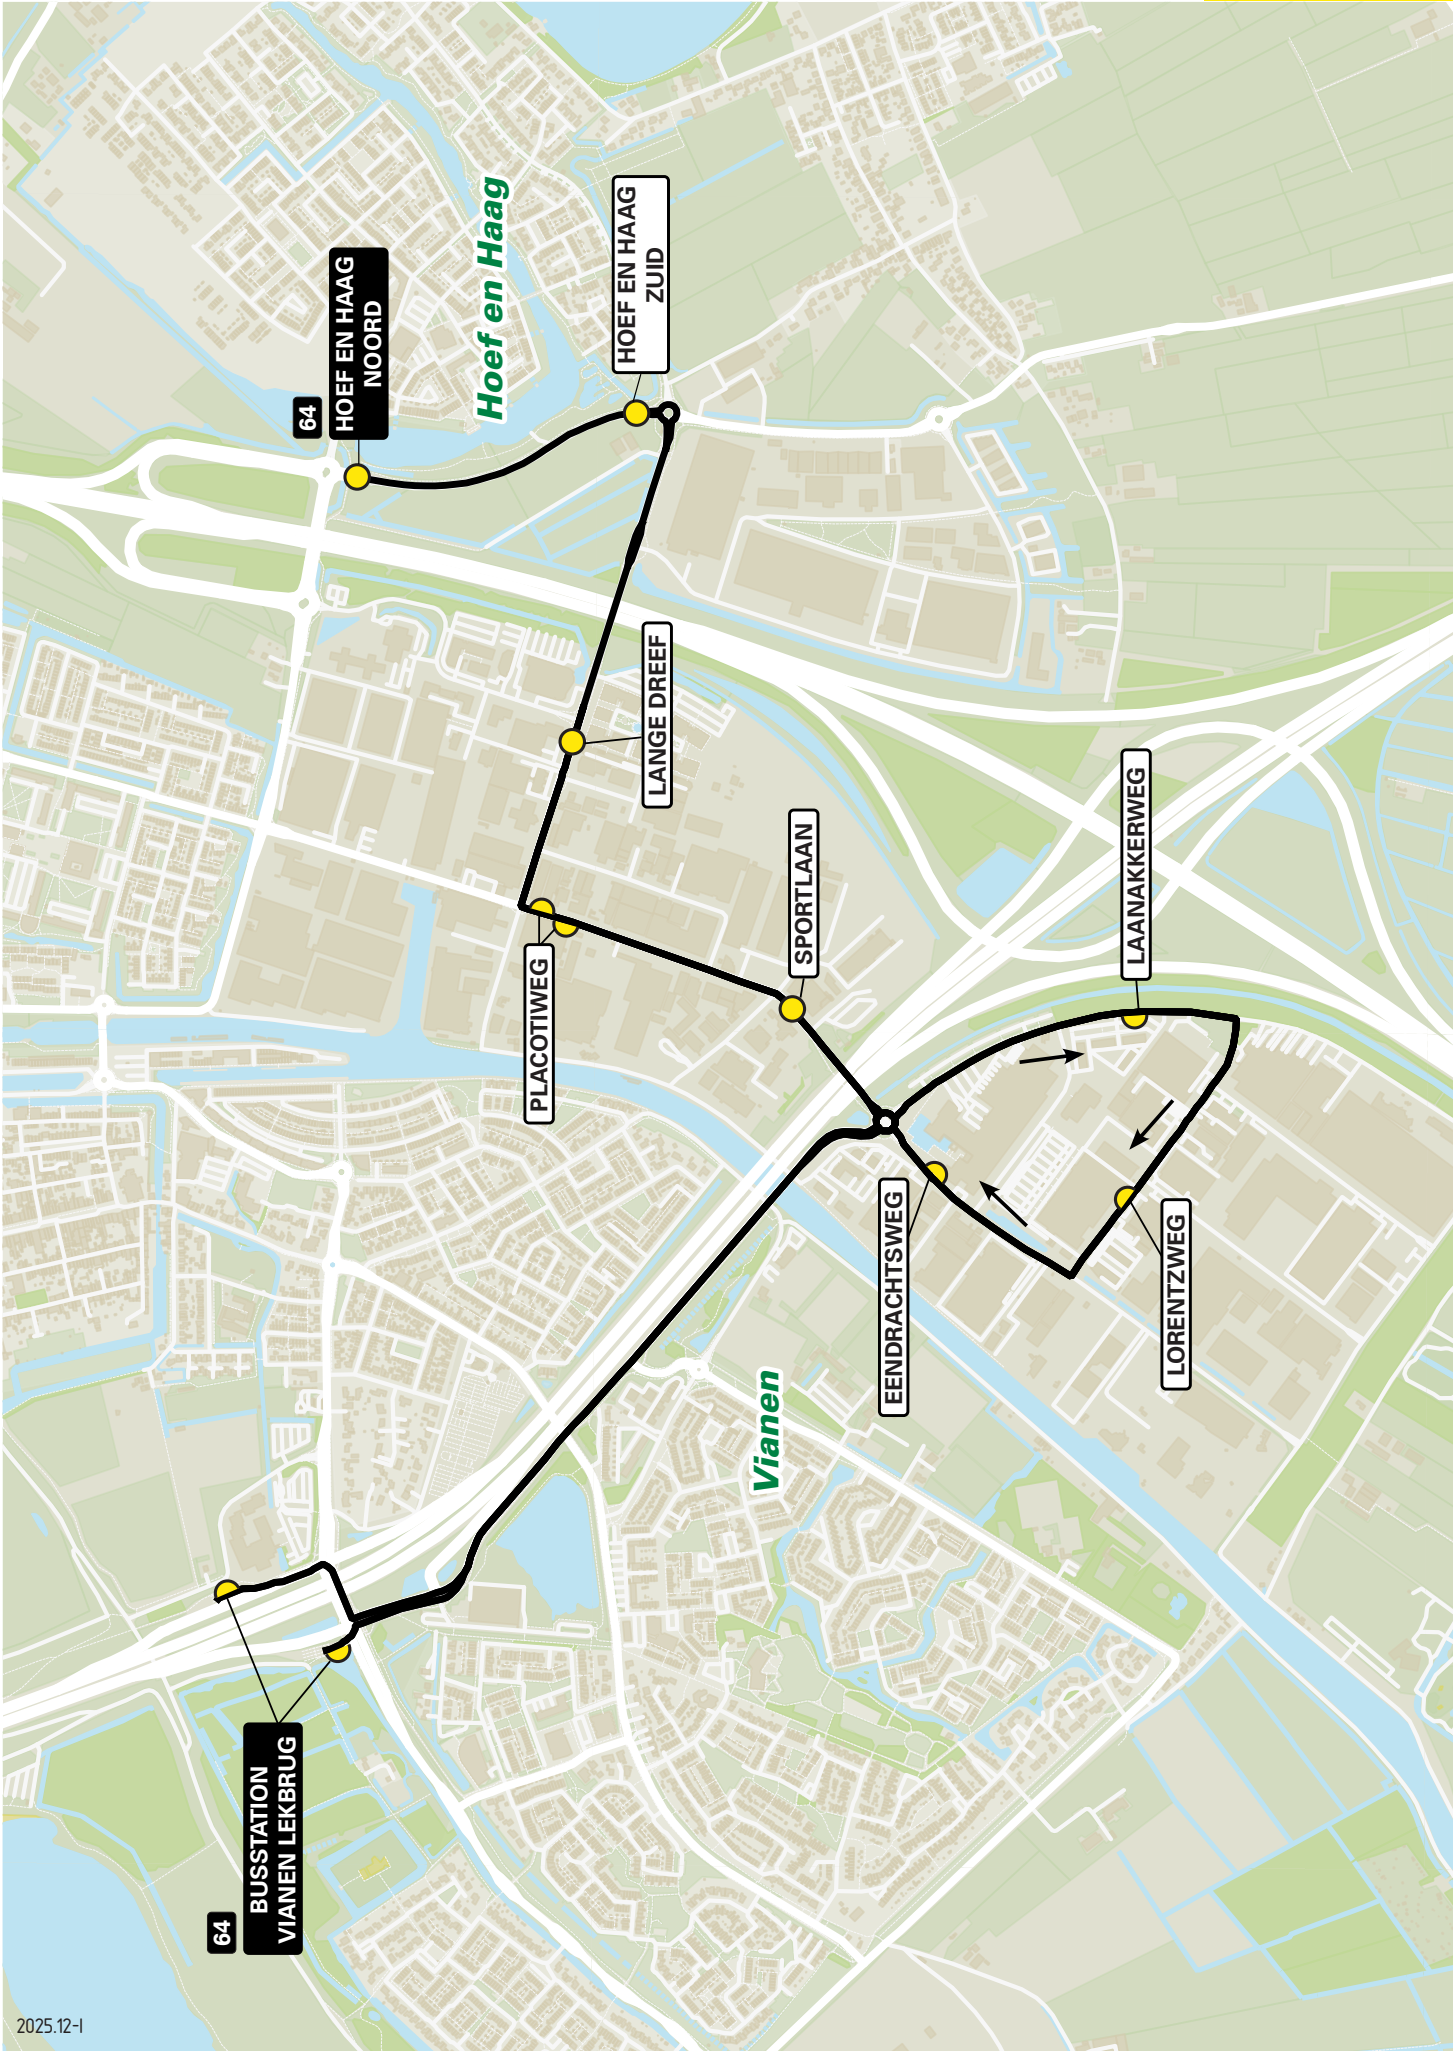 64
BUSSTATION
VIANEN LEKBRUG
EENDRACHTSWEG
LORENTZWEG
LAANAKKERWEG
SPORTLAAN
PLACOTIWEG
LANGE DREEF
HOEF EN HAAG
ZUID
64
HOEF EN HAAG
NOORD
Hoef en Haag
Vianen
2025.12-I